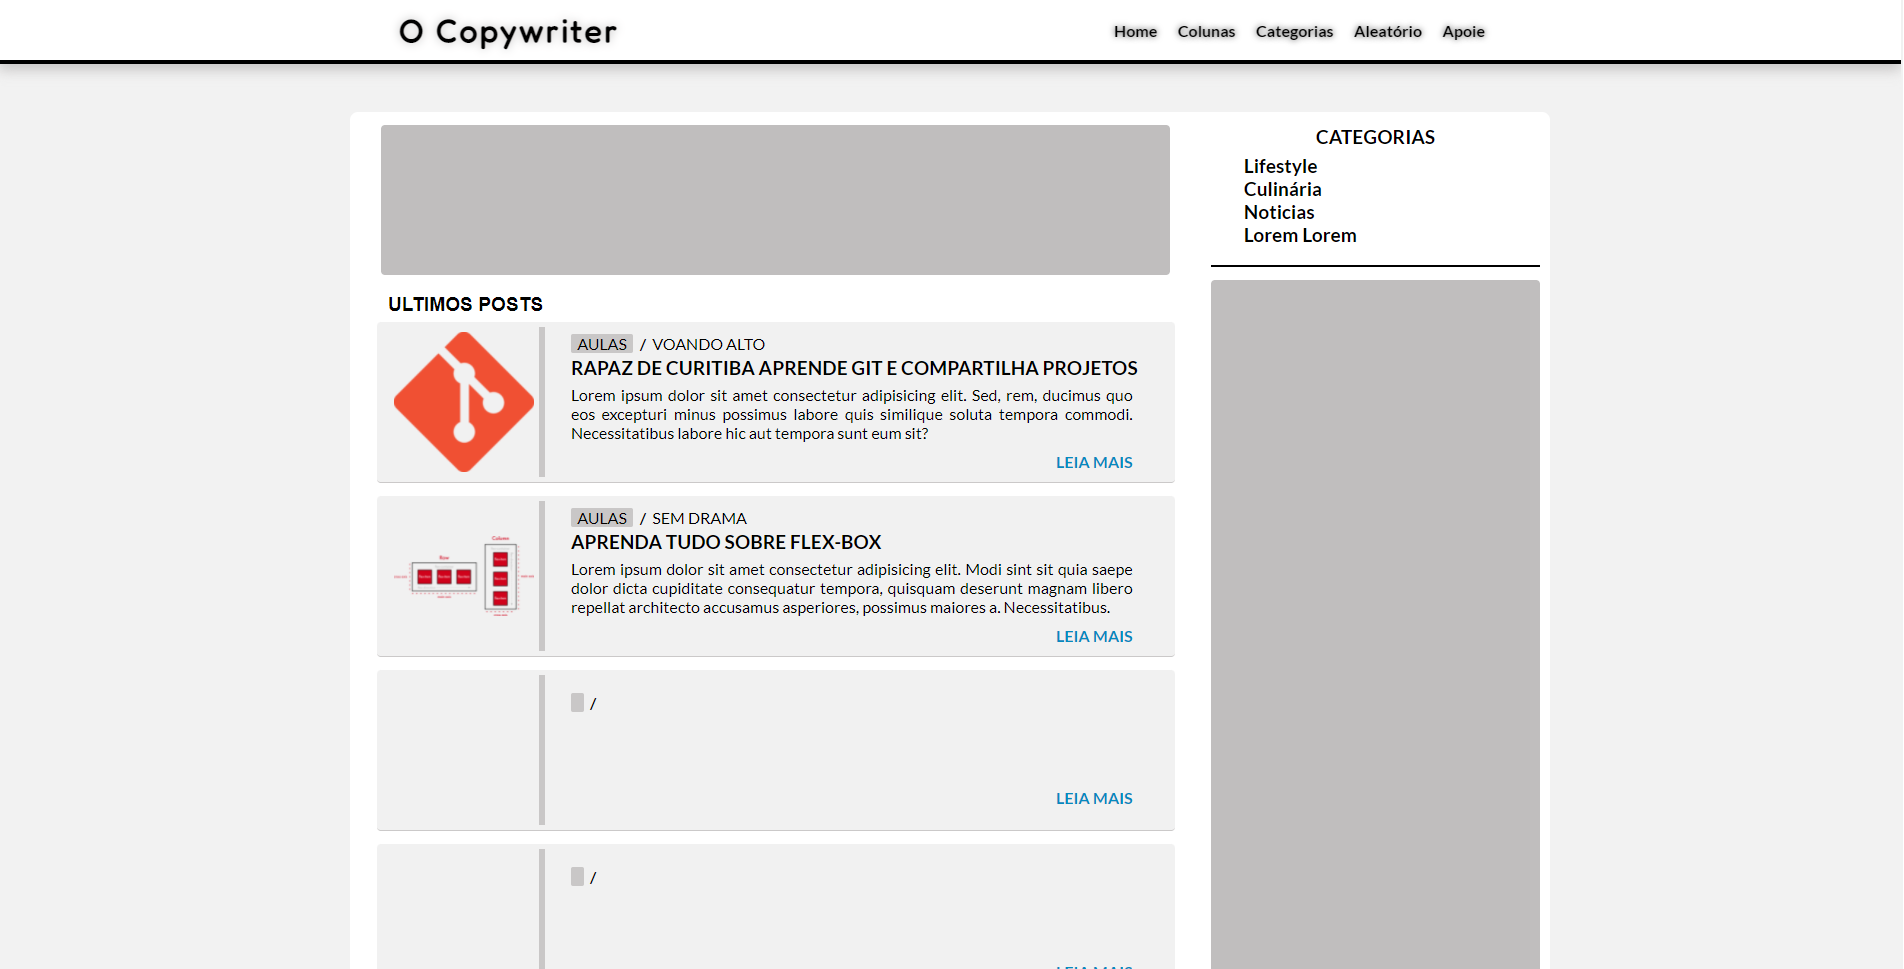 O Copywriter
Home Colunas Categorias Aleatório Apoie
CATEGORIAS
Lifestyle
Culinária
Noticias
Lorem Lorem
ULTIMOS POSTS
AULAS / VOANDO ALTO
RAPAZ DE CURITIBA APRENDE GIT E COMPARTILHA PROJETOS
Lorem ipsum dolor sit amet consectetur adipisicing elit. Sed, rem, ducimus quo
eos excepturi minus possimus labore quis similique soluta tempora commodi.
Necessitatibus labore hic aut tempora sunt eum sit?
LEIA MAIS
Row
Column
AULAS / SEM DRAMA
APRENDA TUDO SOBRE FLEX-BOX
Lorem ipsum dolor sit amet consectetur adipisicing elit. Modi sint sit quia saepe
dolor dicta cupiditate consequatur tempora, quisquam deserunt magnam libero
repellat architecto accusamus asperiores, possimus maiores a. Necessitatibus.
LEIA MAIS
/
LEIA MAIS
/
LEIA MAIS